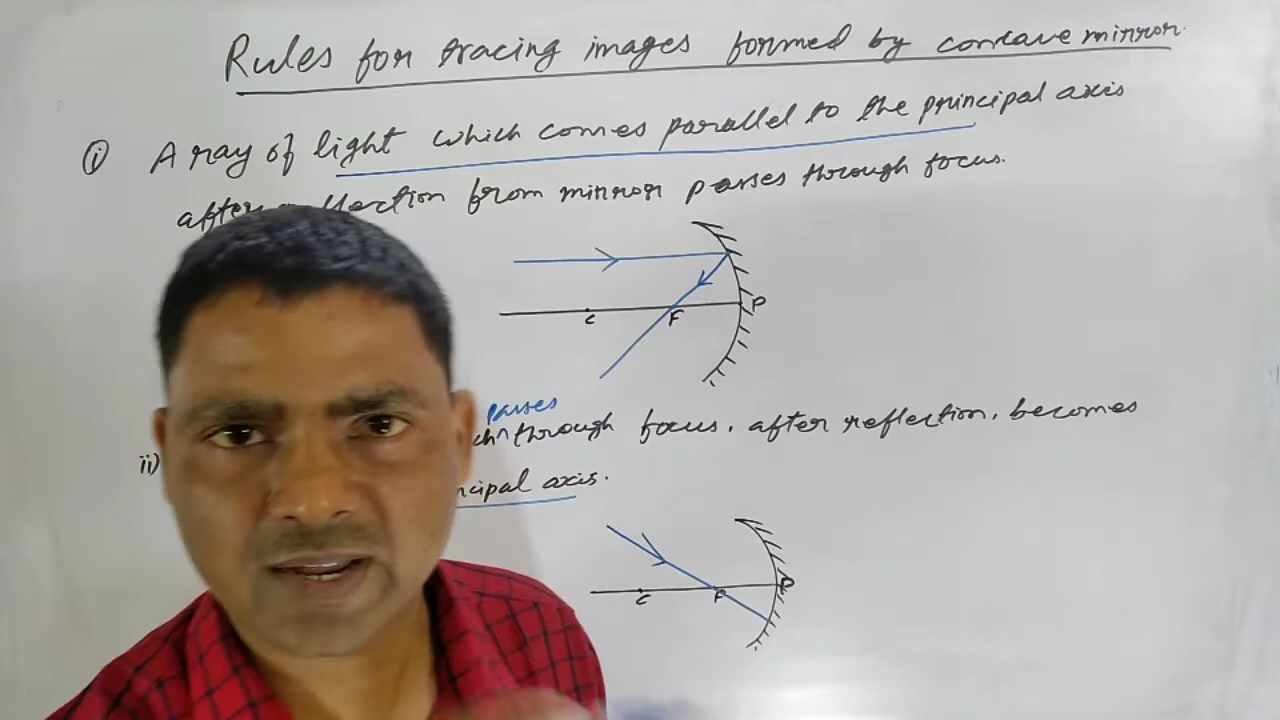 Rules for tracing images formed by concave mirror.
i A ray of light which comes parallel to the principal axis
after reflection from mirror passes through focus.
C F P
passes
ii) through focus. after reflection, becomes
axis.
C F P